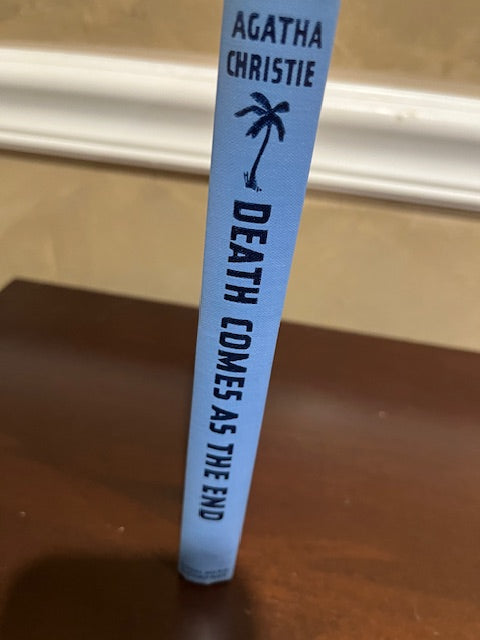 AGATHA
CHRISTIE
DEATH COMES AS THE END